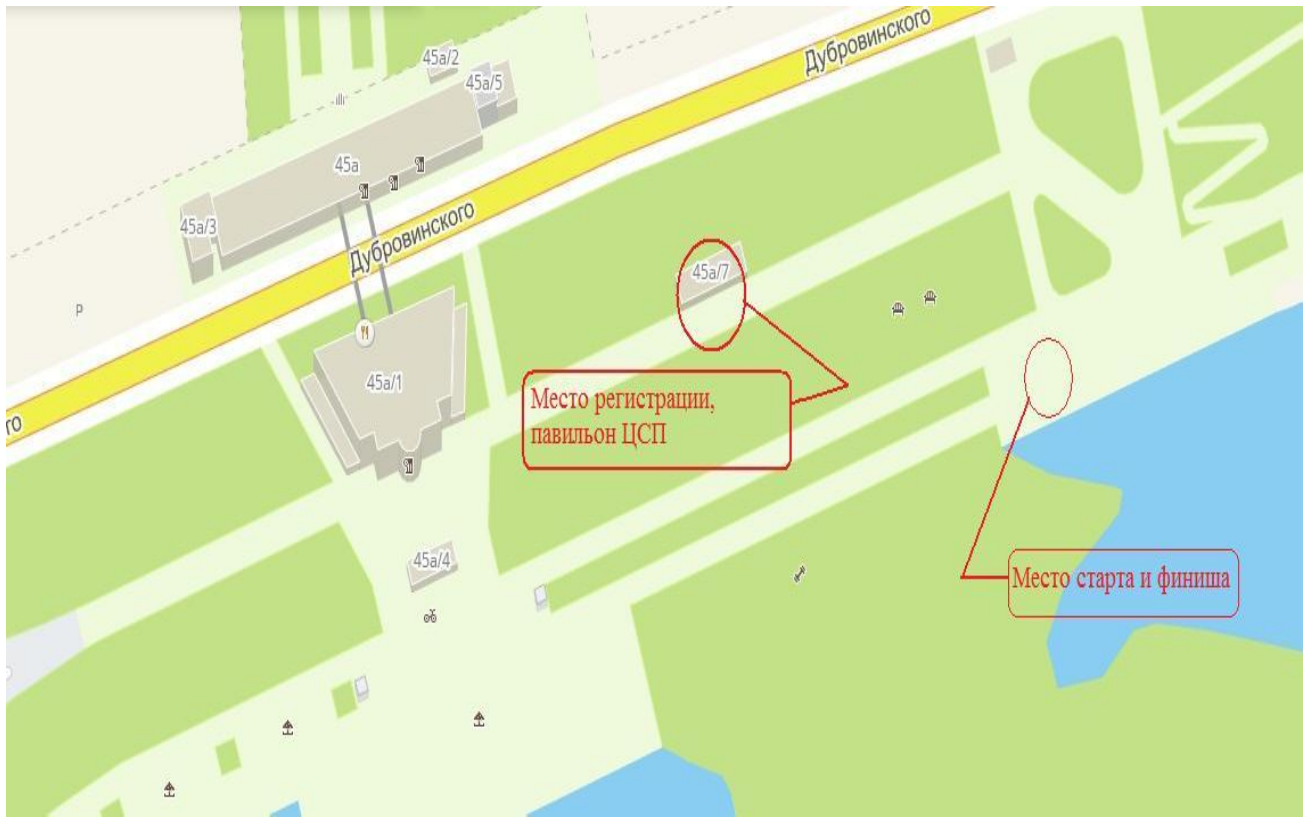 Дубровинского
45а/2
45а/5
45а
45а/3
Дубровинского
45а/7
P
45а/1
Место регистрации,
павильон ЦСП
го
45а/4
Место старта и финиша